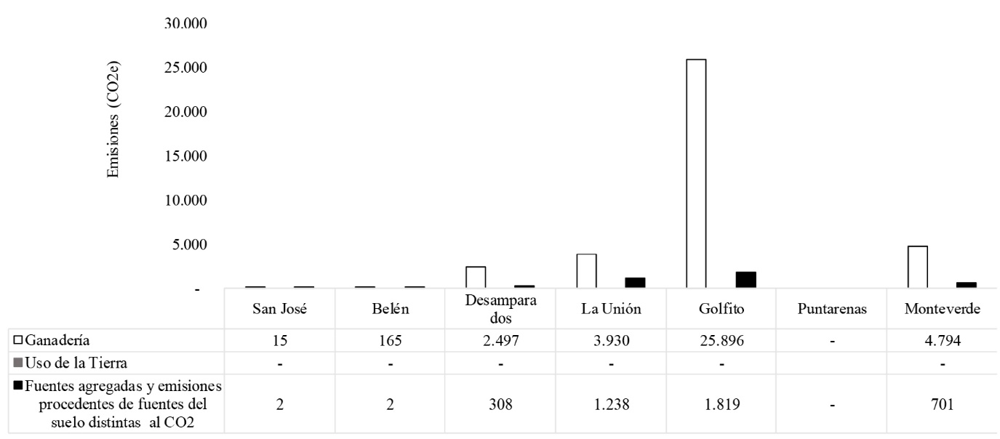 30.000
25.000
20.000
15.000
10.000
5.000
-
Emisiones (CO2e)
San José Belén Desampara dos La Unión Golfito Puntarenas Monteverde
Ganadería 15 165 2.497 3.930 25.896 - 4.794
Uso de la Tierra - - - - - -
Fuentes agregadas y emisiones
procedentes de fuentes del 2 2 308 1.238 1.819 - 701
suelo distintas al CO2